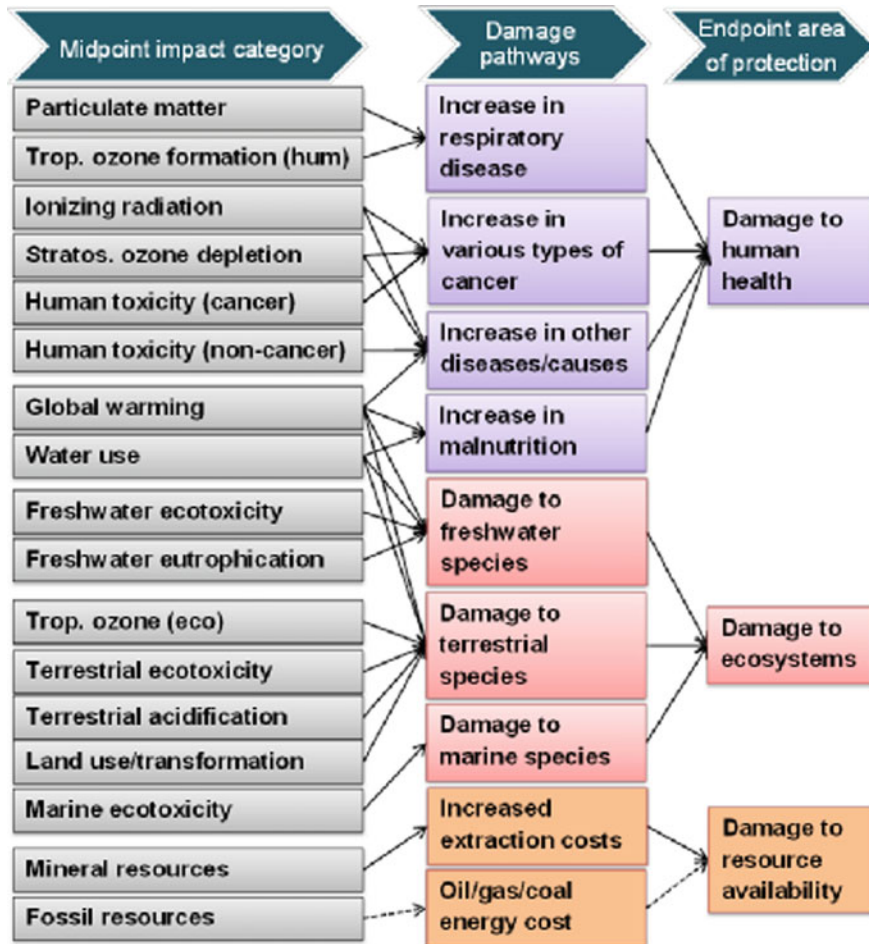 Midpoint impact category
Damage
pathways
Endpoint area
of protection
Particulate matter
Trop. ozone formation (hum)
Ionizing radiation
Stratos. ozone depletion
Human toxicity (cancer)
Human toxicity (non-cancer)
Global warming
Water use
Freshwater ecotoxicity
Freshwater eutrophication
Trop. ozone (eco)
Terrestrial ecotoxicity
Terrestrial acidification
Land use/transformation
Marine ecotoxicity
Mineral resources
Fossil resources
Increase in
respiratory
disease
Increase in
various types of
cancer
Increase in other
diseases/causes
Increase in
malnutrition
Damage to
freshwater
species
Damage to
terrestrial
species
Damage to
marine species
Increased
extraction costs
Oil/gas/coal
energy cost
Damage to
human
health
Damage to
ecosystems
Damage to
resource
availability